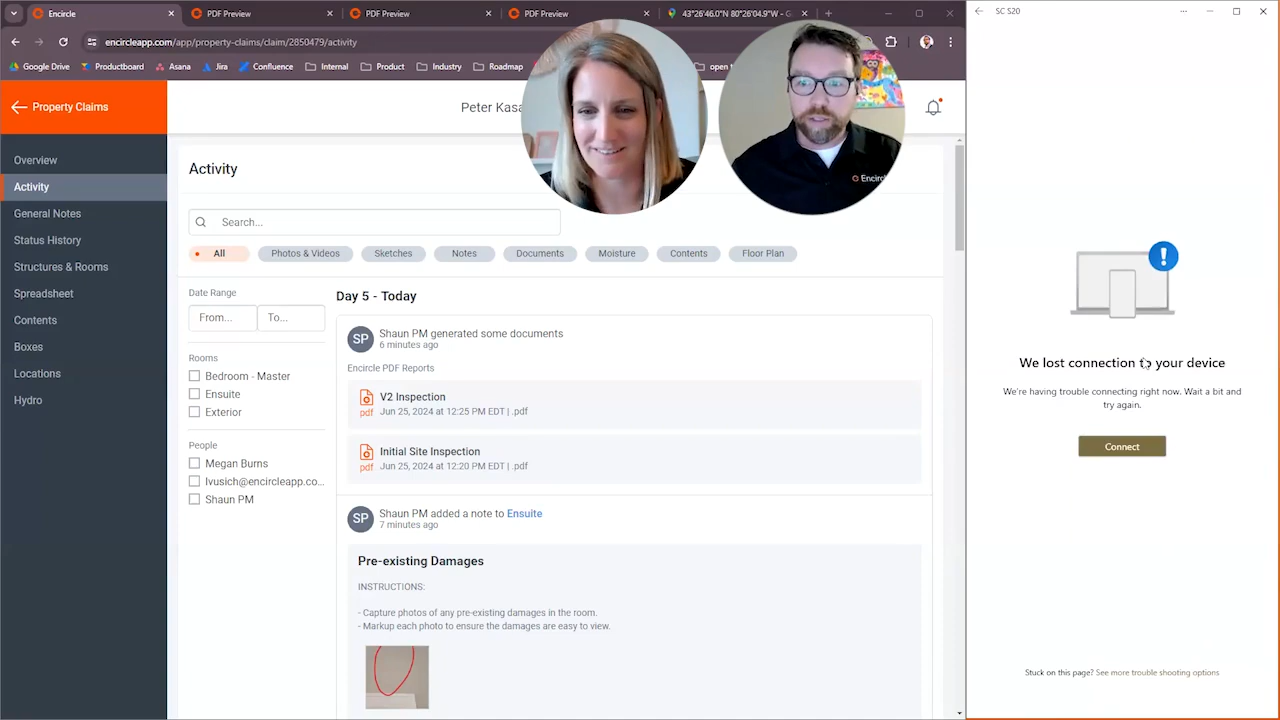 Encircle
PDF Preview
PDF Preview
PDF Preview
43°26'46.0"N 80°26'04.9"W - G
SC S20
encircleapp.com/app/property-claims/claim/2850479/activity
Google Drive
Productboard
Asana
Jira
Confluence
Internal
Product
Industry
Roadmap
open
Property Claims
Peter Kasa
Encircle
Overview
Activity
General Notes
Status History
Structures & Rooms
Spreadsheet
Contents
Boxes
Locations
Hydro
Activity
Search...
All
Photos & Videos
Sketches
Notes
Documents
Moisture
Contents
Floor Plan
Date Range
From...
To...
Rooms
Bedroom - Master
Ensuite
Exterior
People
Megan Burns
lvusich@encircleapp.co...
Shaun PM
Day 5 - Today
SP
Shaun PM generated some documents
6 minutes ago
Encircle PDF Reports
pdf
V2 Inspection
Jun 25, 2024 at 12:25 PM EDT | .pdf
pdf
Initial Site Inspection
Jun 25, 2024 at 12:20 PM EDT | .pdf
SP
Shaun PM added a note to Ensuite
7 minutes ago
Pre-existing Damages
INSTRUCTIONS:
- Capture photos of any pre-existing damages in the room.
- Markup each photo to ensure the damages are easy to view.
We lost connection to your device
We're having trouble connecting right now. Wait a bit and
try again.
Connect
Stuck on this page? See more trouble shooting options